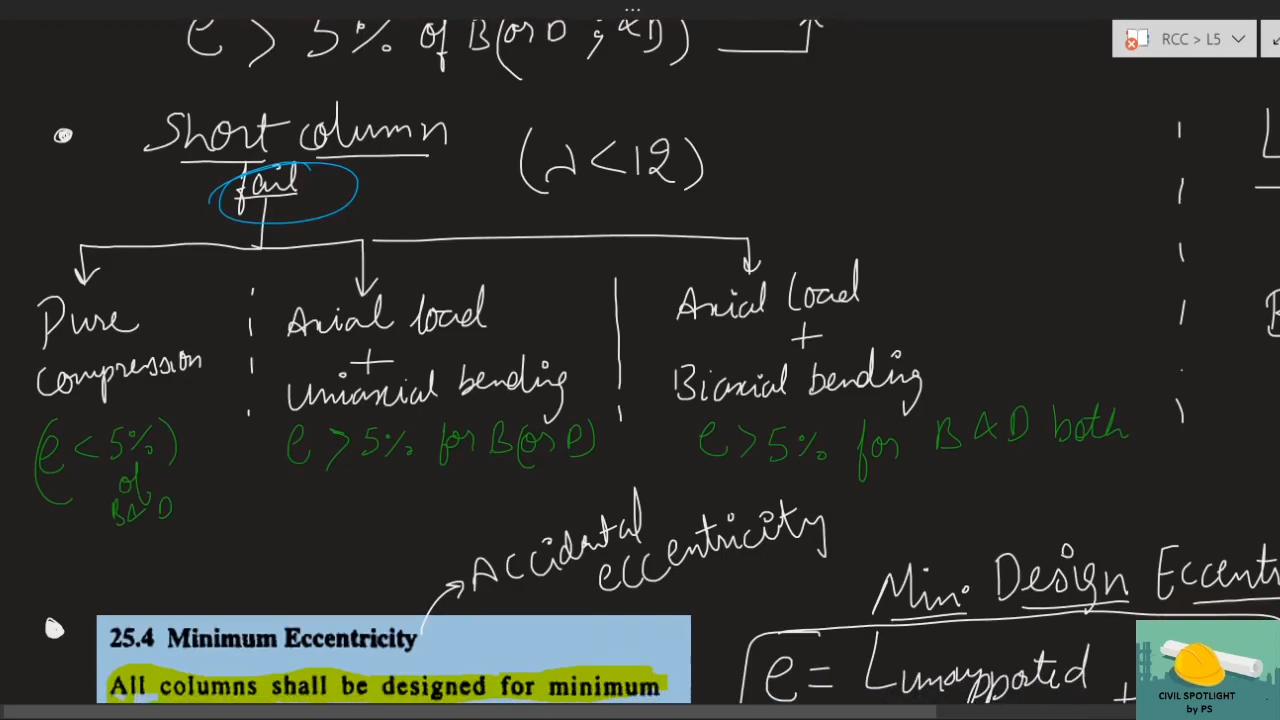 e > 5% of B(or D ; & D)
RCC > L5
Short column (λ < 12)
fail
Pure compression
(e < 5%)
of
B & D
Axial load
+
Uniaxial bending
e > 5% for B (or D)
Axial load
+
Biaxial bending
e > 5% for B & D both
Accidental
eccentricity
25.4 Minimum Eccentricity
All columns shall be designed for minimum
Min. Design Eccentri
e = Lunsupported +
CIVIL SPOTLIGHT
by PS